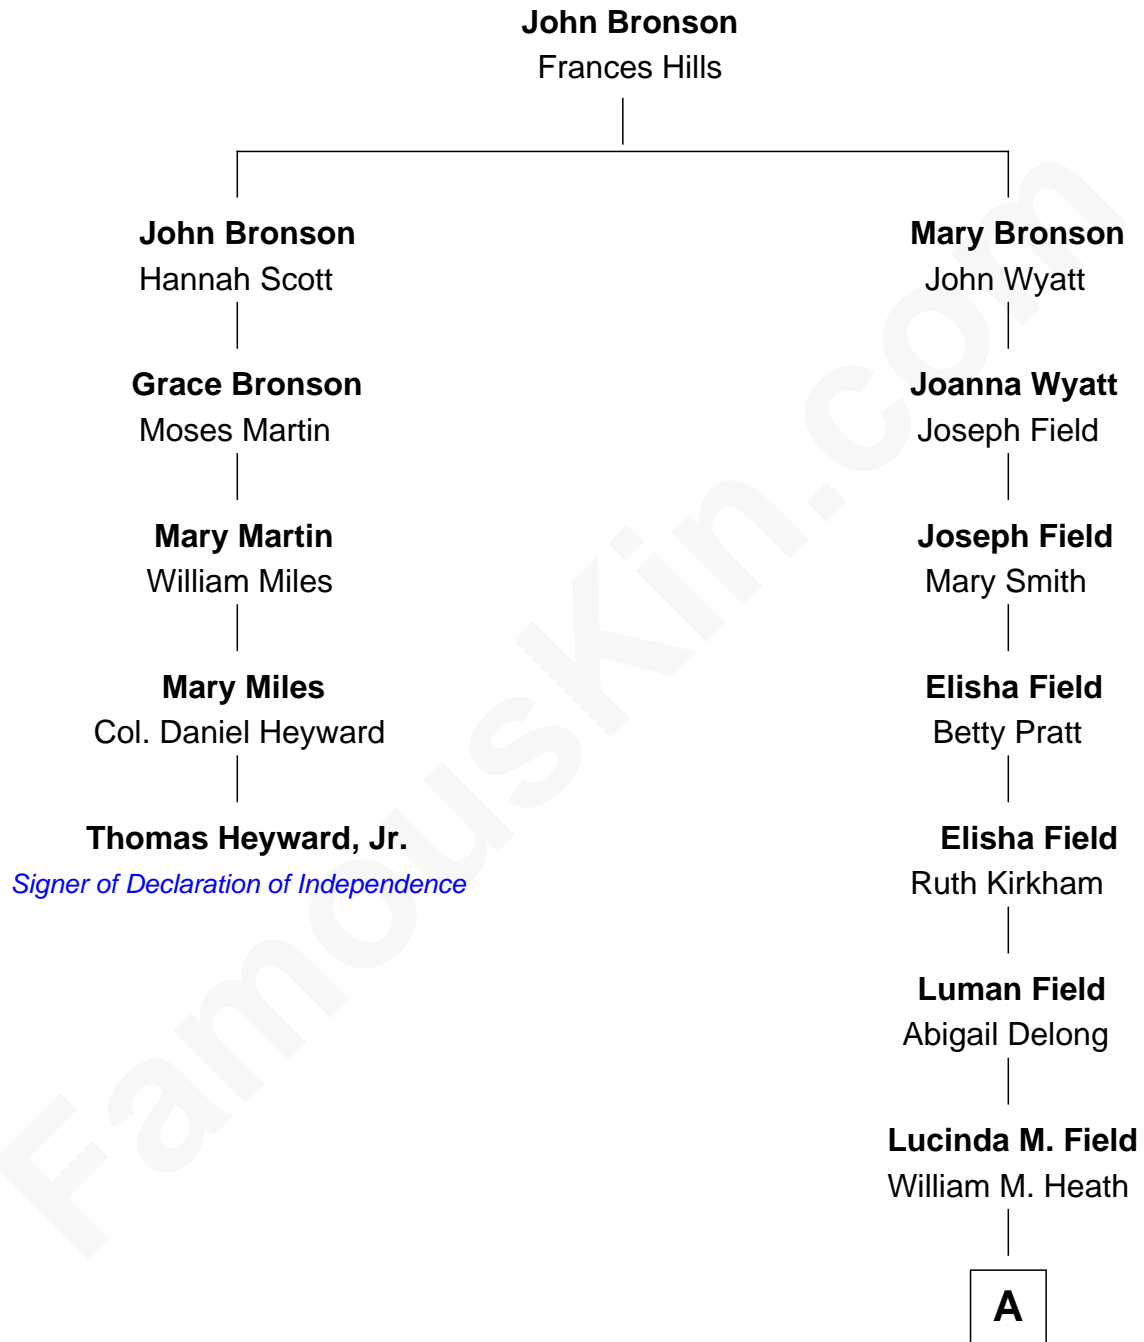 John Bronson
Frances Hills
John Bronson
Hannah Scott
Grace Bronson
Moses Martin
Mary Martin
William Miles
Mary Miles
Col. Daniel Heyward
Thomas Heyward, Jr.
Signer of Declaration of Independence
Mary Bronson
John Wyatt
Joanna Wyatt
Joseph Field
Joseph Field
Mary Smith
Elisha Field
Betty Pratt
Elisha Field
Ruth Kirkham
Luman Field
Abigail Delong
Lucinda M. Field
William M. Heath
A
FamousKin.com